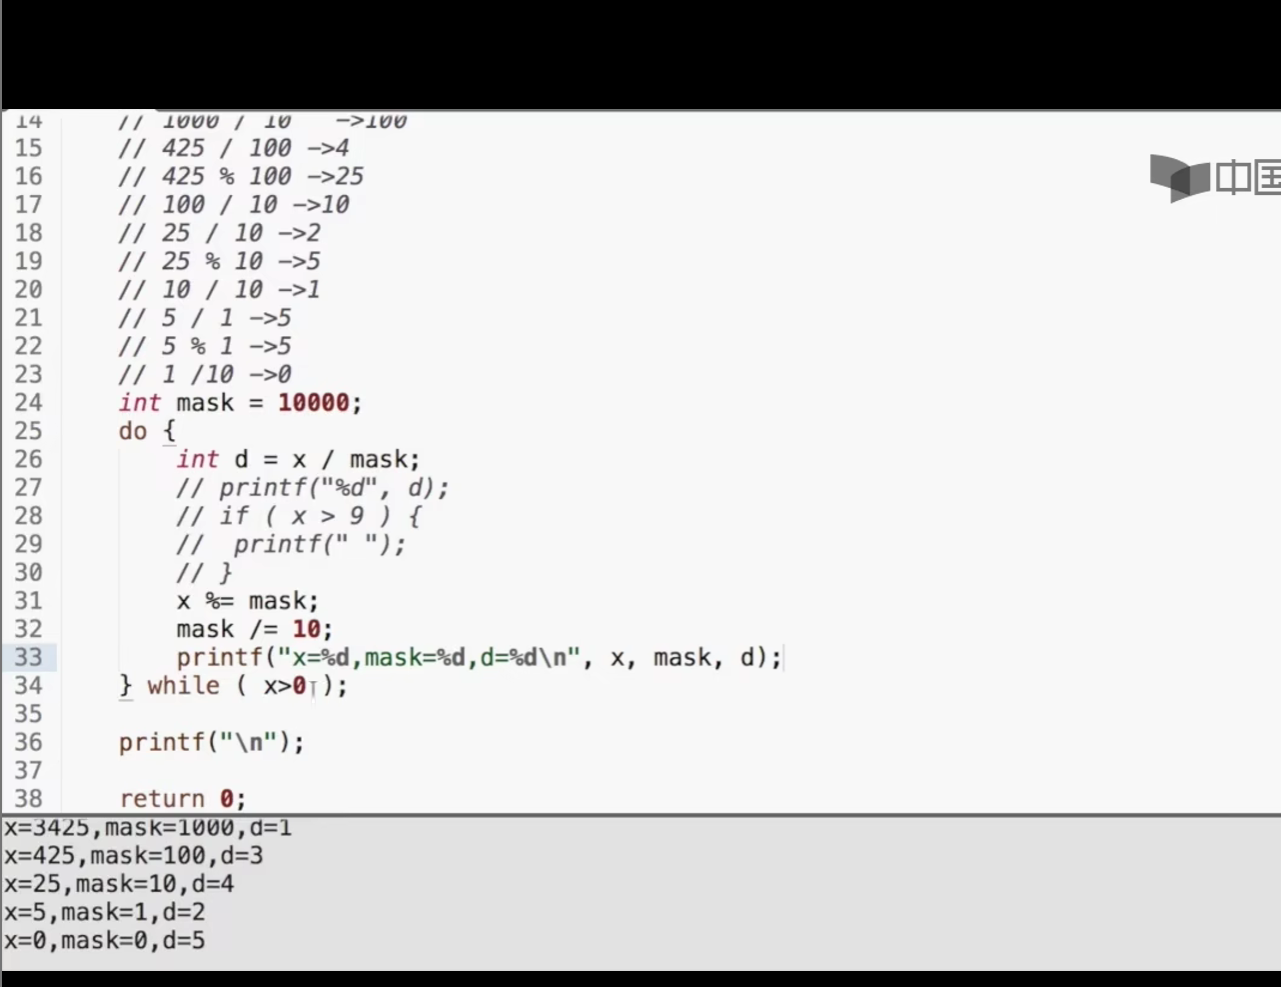 14 // 1000 / 10 ->100
15 // 425 / 100 ->4
16 // 425 % 100 ->25
17 // 100 / 10 ->10
18 // 25 / 10 ->2
19 // 25 % 10 ->5
20 // 10 / 10 ->1
21 // 5 / 1 ->5
22 // 5 % 1 ->5
23 // 1 /10 ->0
24 int mask = 10000;
25 do {
26 int d = x / mask;
27 // printf("%d", d);
28 // if ( x > 9 ) {
29 // printf(" ");
30 // }
31 x %= mask;
32 mask /= 10;
33 printf("x=%d,mask=%d,d=%d\n", x, mask, d);
34 } while ( x>0 );
35
36 printf("\n");
37
38 return 0;
中国
x=3425,mask=1000,d=1
x=425,mask=100,d=3
x=25,mask=10,d=4
x=5,mask=1,d=2
x=0,mask=0,d=5